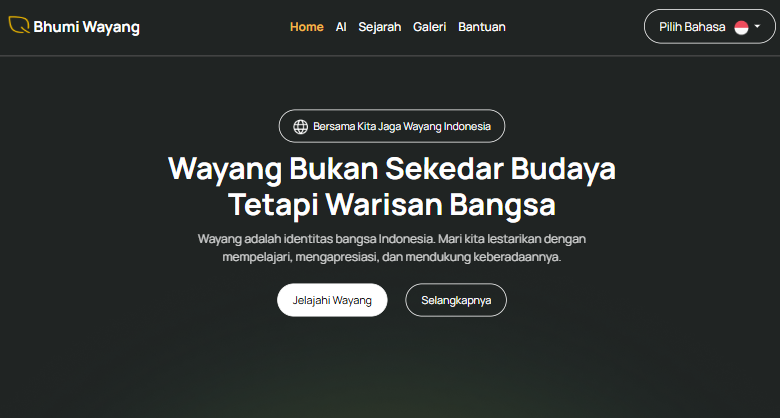 Bhumi Wayang
Home AI Sejarah Galeri Bantuan
Pilih Bahasa
Bersama Kita Jaga Wayang Indonesia
Wayang Bukan Sekedar Budaya
Tetapi Warisan Bangsa
Wayang adalah identitas bangsa Indonesia. Mari kita lestarikan dengan
mempelajari, mengapresiasi, dan mendukung keberadaannya.
Jelajahi Wayang
Selangkapnya